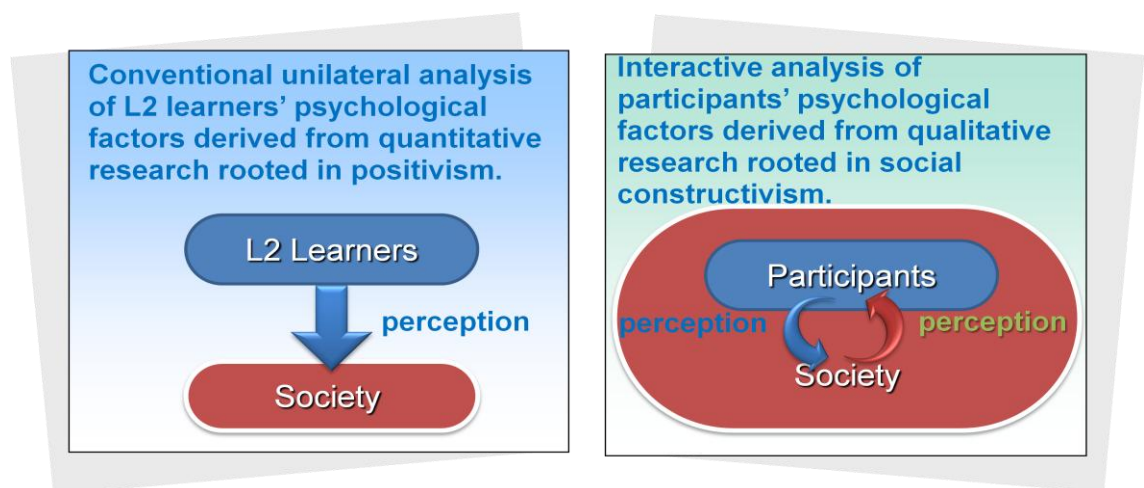 Conventional unilateral analysis
of L2 learners’ psychological
factors derived from quantitative
research rooted in positivism.
L2 Learners
perception
Society
Interactive analysis of
participants’ psychological
factors derived from qualitative
research rooted in social
constructivism.
Participants
perception
perception
Society